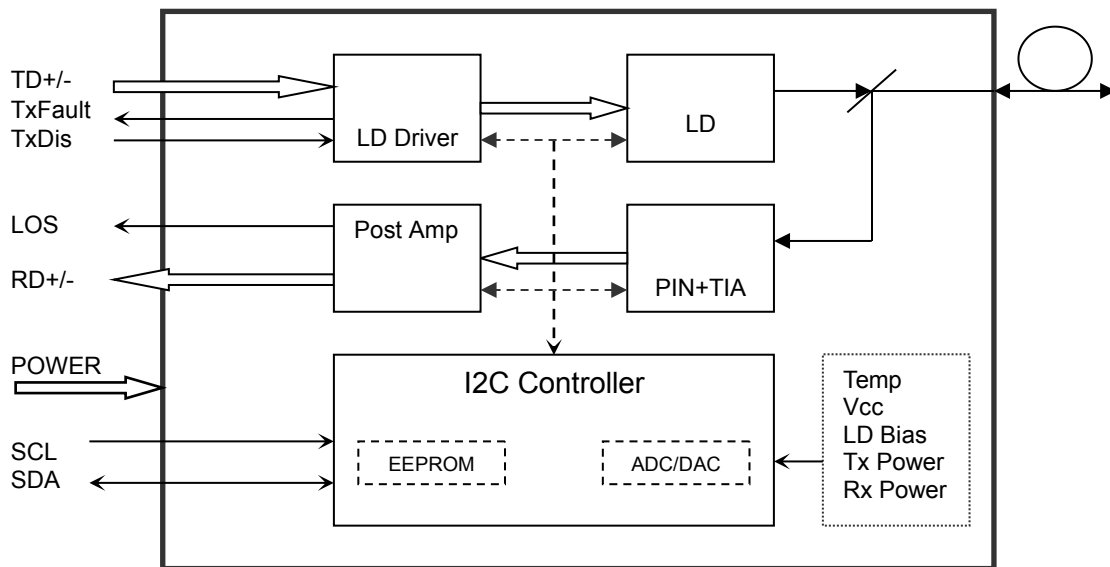 TD+/-
TxFault
TxDis
LD Driver
LD
LOS
RD+/-
Post Amp
PIN+TIA
POWER
SCL
SDA
I2C Controller
EEPROM
ADC/DAC
Temp
Vcc
LD Bias
Tx Power
Rx Power